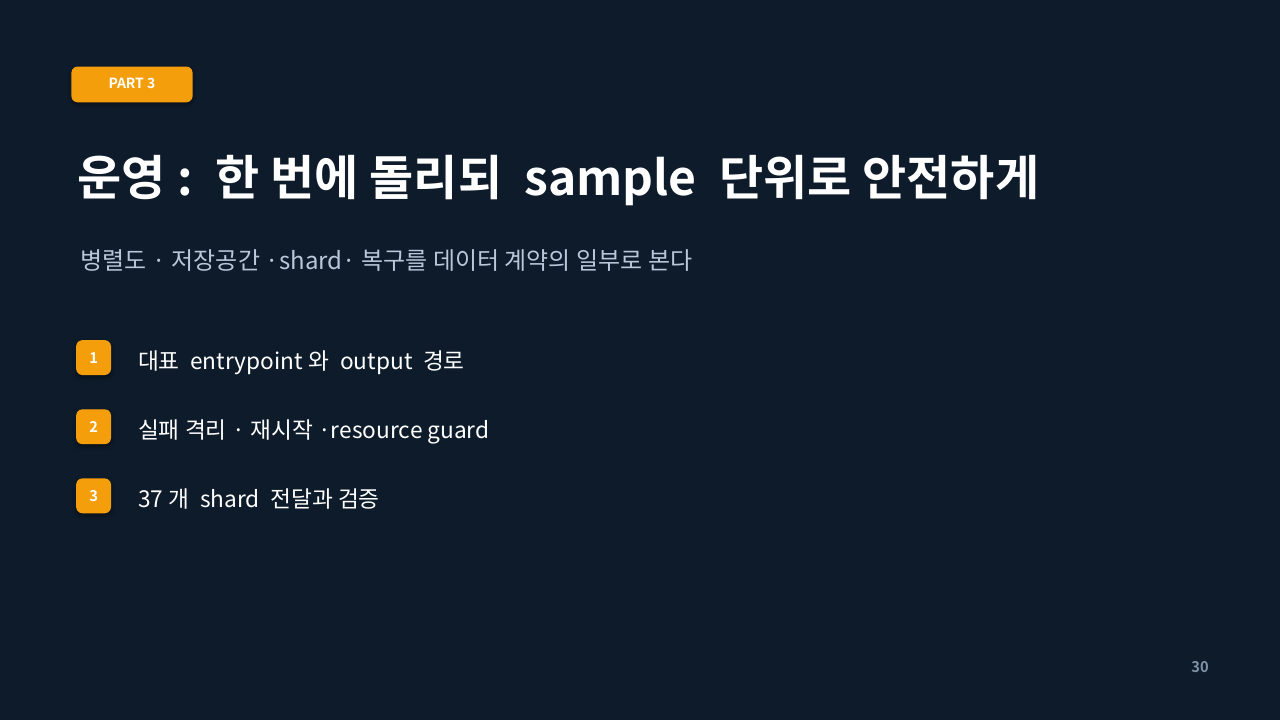 PART 3
운영 : 한 번에 돌리되 sample 단위로 안전하게
병렬도 · 저장공간 ·shard· 복구를 데이터 계약의 일부로 본다
1 대표 entrypoint 와 output 경로
2 실패 격리 · 재시작 ·resource guard
3 37 개 shard 전달과 검증
30